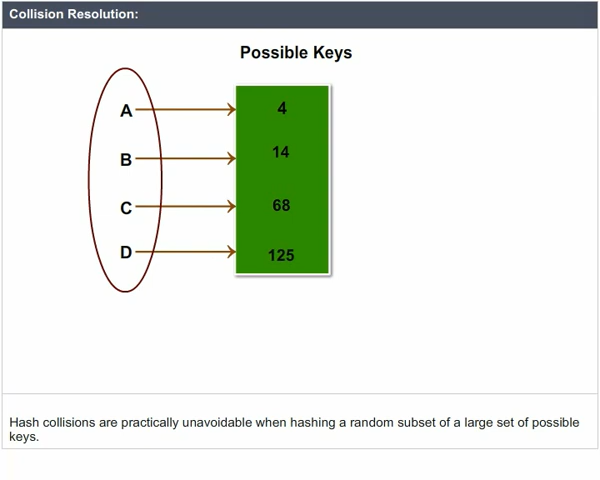 Collision Resolution:
Possible Keys
A 4
B 14
C 68
D 125
Hash collisions are practically unavoidable when hashing a random subset of a large set of possible
keys.